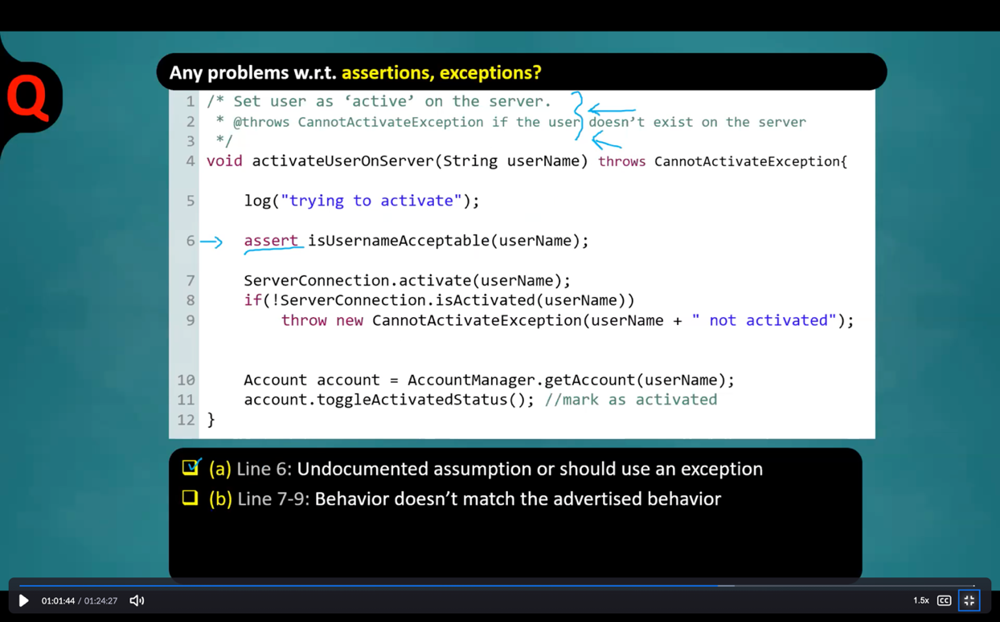 Q
Any problems w.r.t. assertions, exceptions?
1 /* Set user as ‘active’ on the server.
2 * @throws CannotActivateException if the user doesn’t exist on the server
3 */
4 void activateUserOnServer(String userName) throws CannotActivateException{
5 log("trying to activate");
6 assert isUsernameAcceptable(userName);
7 ServerConnection.activate(userName);
8 if(!ServerConnection.isActivated(userName))
9 throw new CannotActivateException(userName + " not activated");
10 Account account = AccountManager.getAccount(userName);
11 account.toggleActivatedStatus(); //mark as activated
12 }
(a) Line 6: Undocumented assumption or should use an exception
(b) Line 7-9: Behavior doesn’t match the advertised behavior
01:01:44 / 01:24:27 1.5x CC